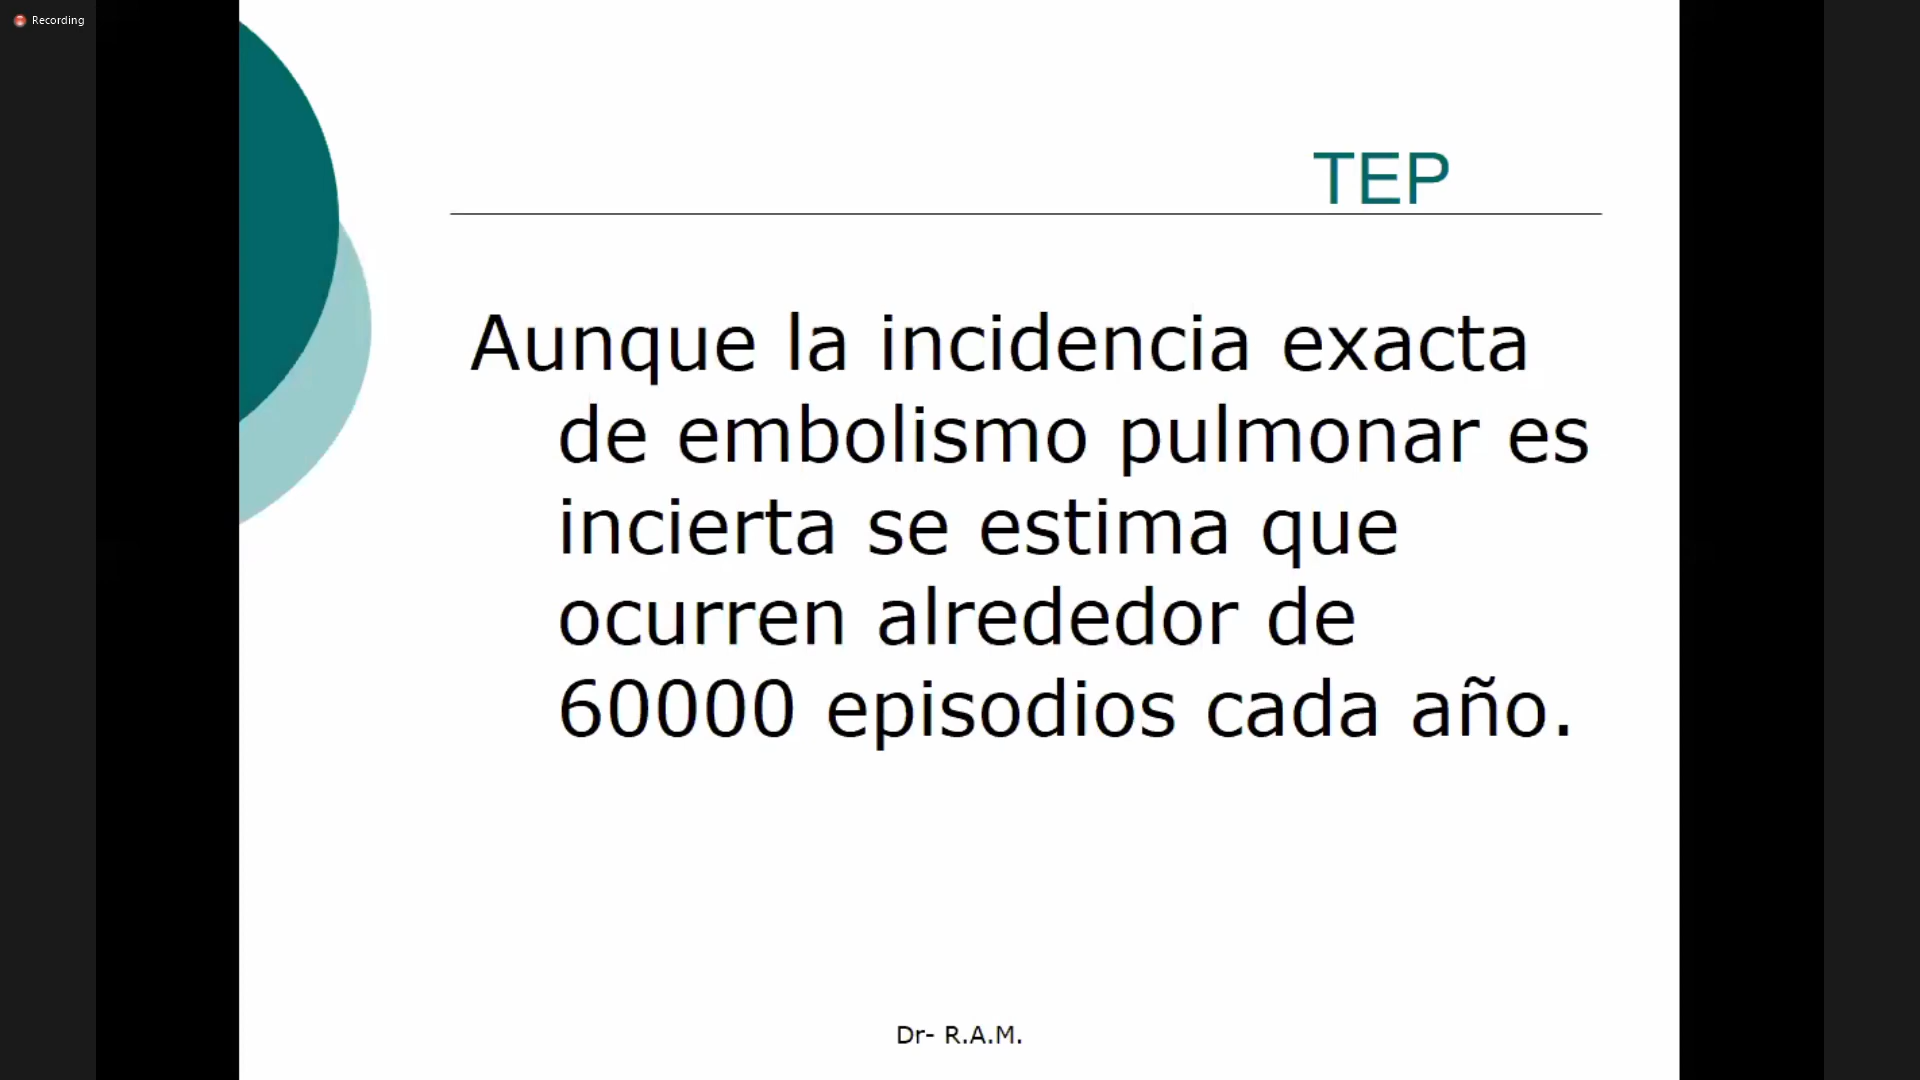 Recording
TEP
Aunque la incidencia exacta
de embolismo pulmonar es
incierta se estima que
ocurren alrededor de
60000 episodios cada año.
Dr- R.A.M.